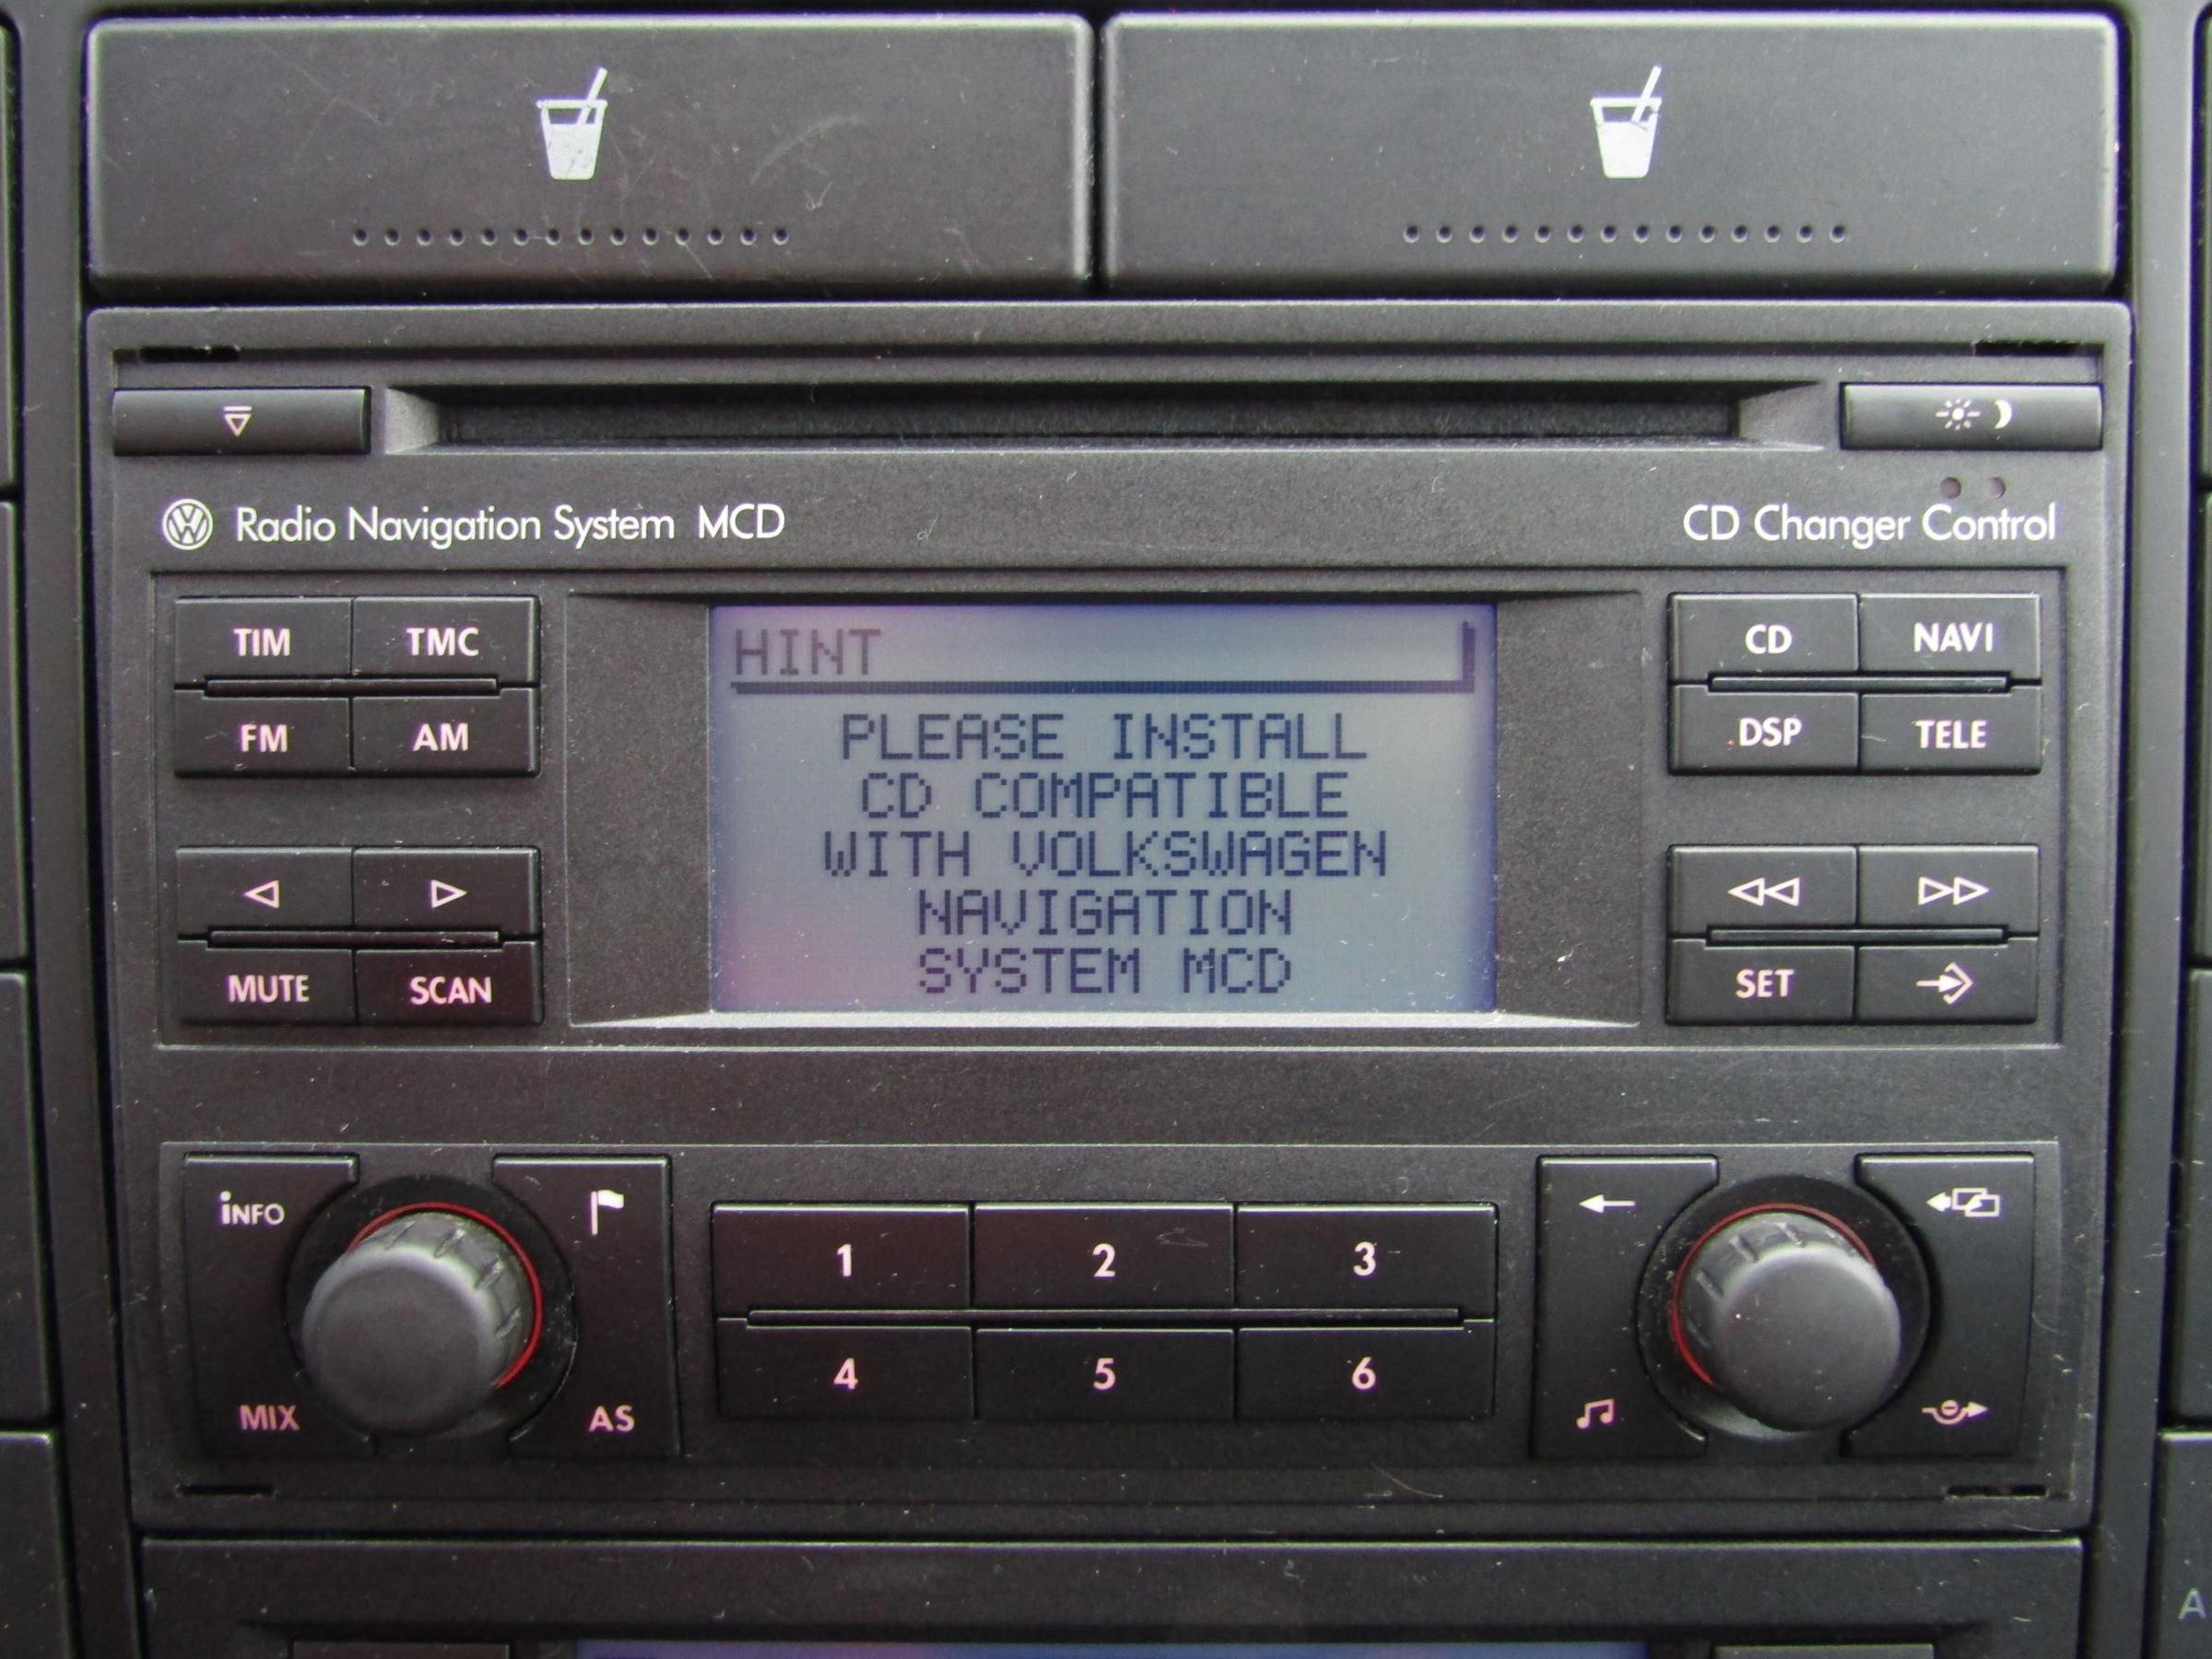 Radio Navigation System MCD
CD Changer Control
TIM TMC
FM AM
MUTE SCAN
HINT
PLEASE INSTALL
CD COMPATIBLE
WITH VOLKSWAGEN
NAVIGATION
SYSTEM MCD
CD NAVI
DSP TELE
SET
iNFO
MIX
AS
1 2 3
4 5 6
A